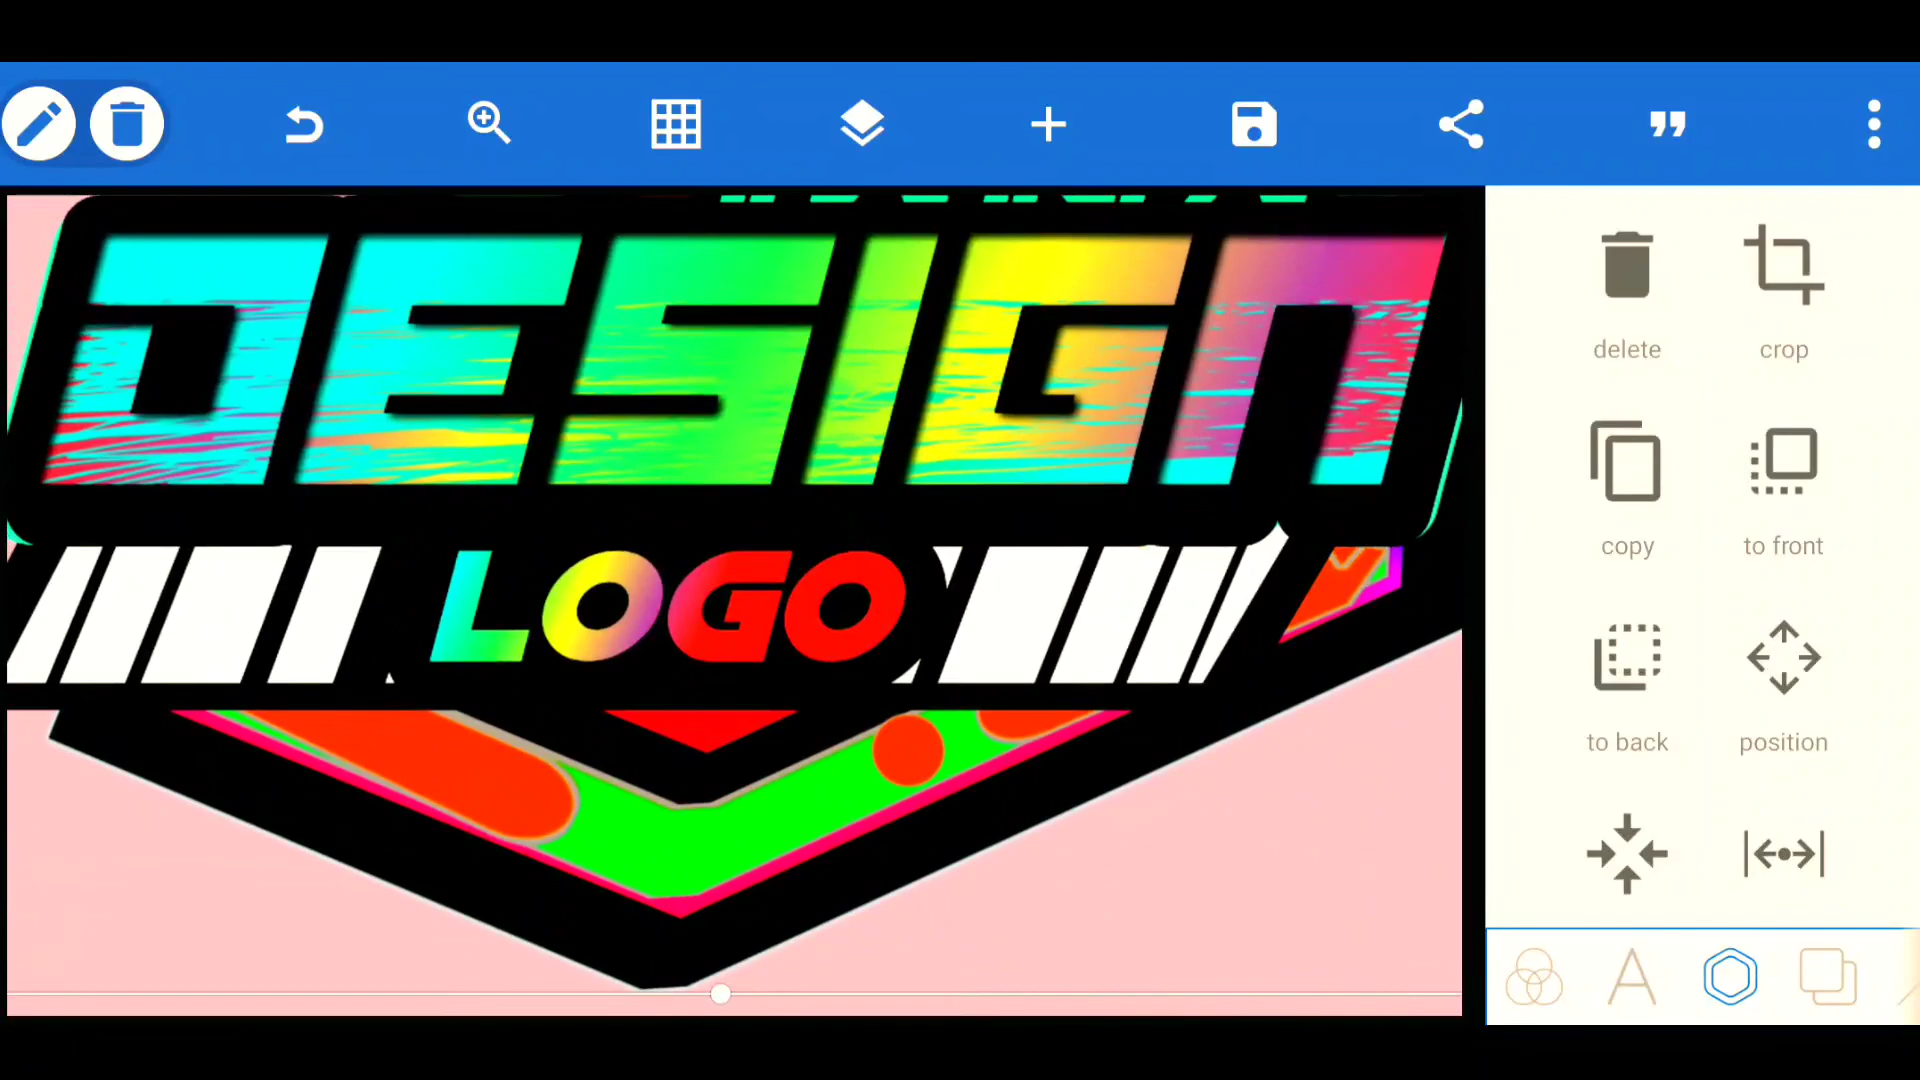 DESIGN
LOGO
delete
crop
copy
to front
to back
position